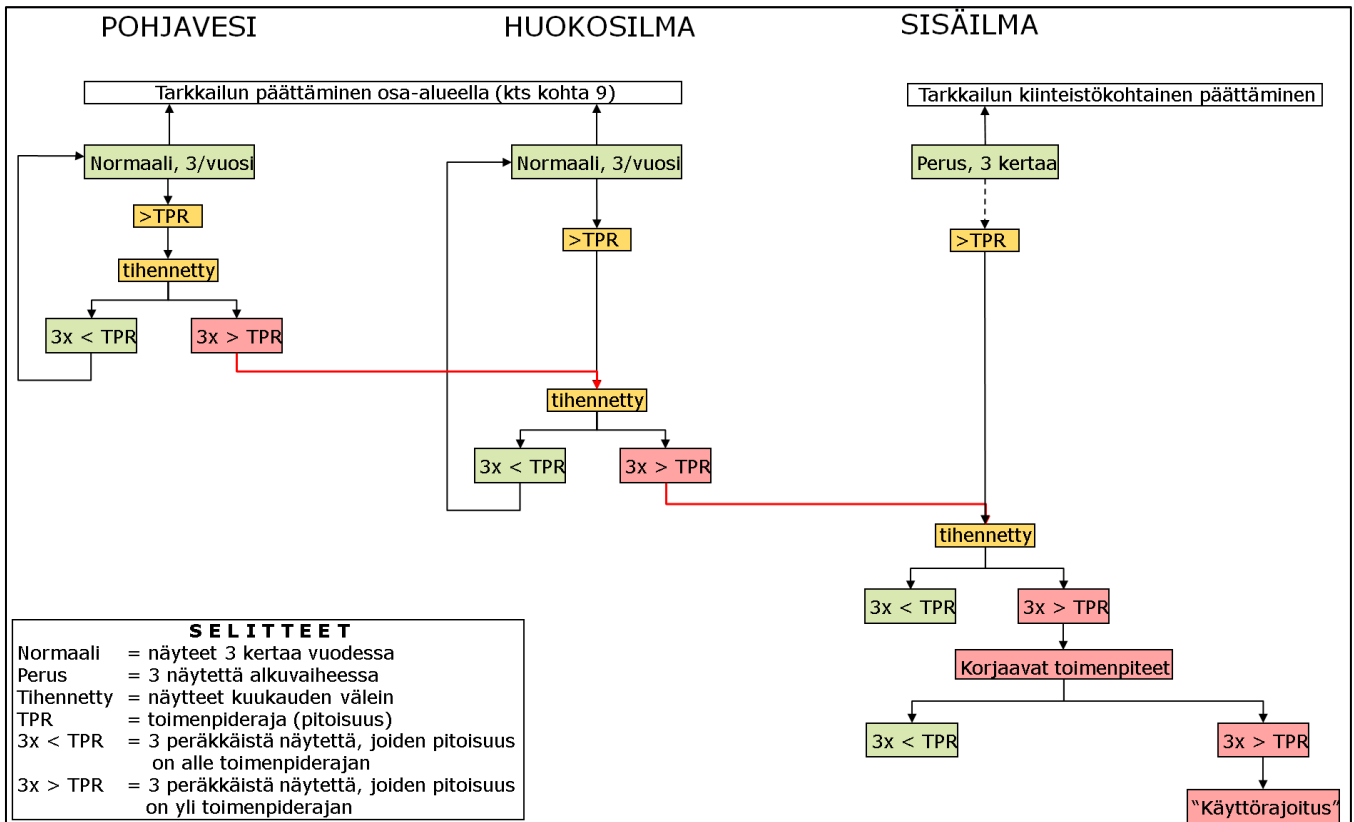 POHJAVESI
HUOKOSILMA
SISÄILMA
Tarkkailun päättäminen osa-alueella (kts kohta 9)
Tarkkailun kiinteistökohtainen päättäminen
Normaali, 3/vuosi
Normaali, 3/vuosi
Perus, 3 kertaa
>TPR
>TPR
>TPR
tihennetty
3x < TPR
3x > TPR
tihennetty
3x < TPR
3x > TPR
tihennetty
3x < TPR
3x > TPR
Korjaavat toimenpiteet
3x < TPR
3x > TPR
"Käyttörajoitus"
SELITTEET
Normaali = näyteet 3 kertaa vuodessa
Perus = 3 näytettä alkuvaiheessa
Tihennetty = näytteet kuukauden välein
TPR = toimenpideraja (pitoisuus)
3x < TPR = 3 peräkkäistä näytettä, joiden pitoisuus
on alle toimenpiderajan
3x > TPR = 3 peräkkäistä näytettä, joiden pitoisuus
on yli toimenpiderajan